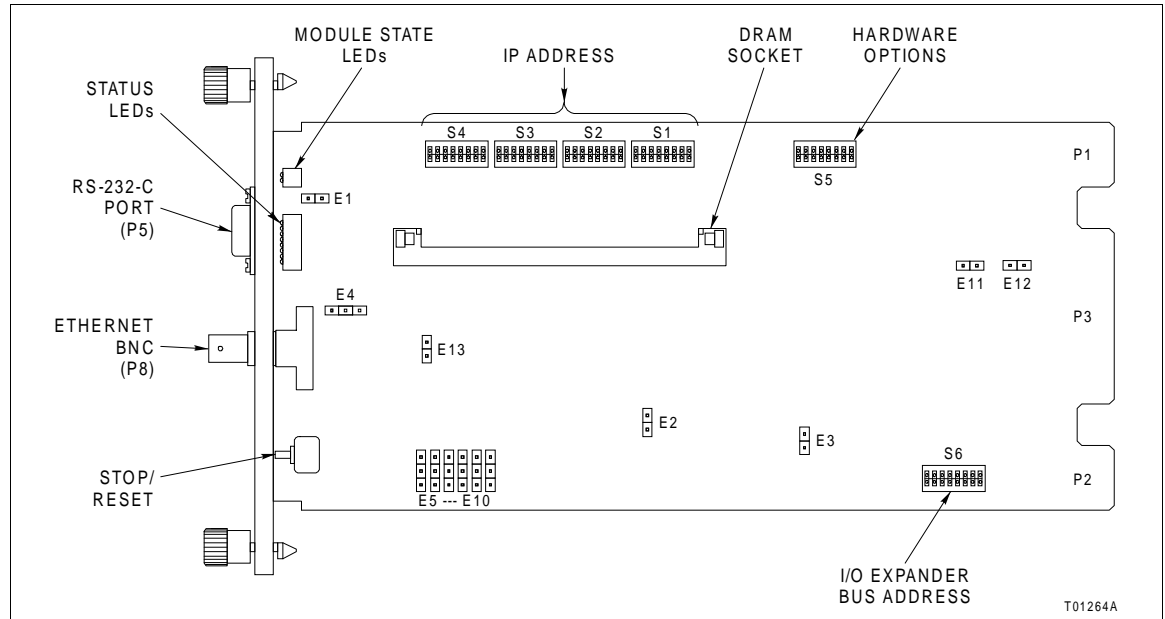 MODULE STATE
LEDs
IP ADDRESS
DRAM
SOCKET
HARDWARE
OPTIONS
STATUS
LEDs
S4
S3
S2
S1
S5
P1
RS-232-C
PORT
(P5)
E1
E11
E12
E4
P3
ETHERNET
BNC
(P8)
E13
E2
E3
S6
STOP/
RESET
E5 --- E10
P2
I/O EXPANDER
BUS ADDRESS
T01264A